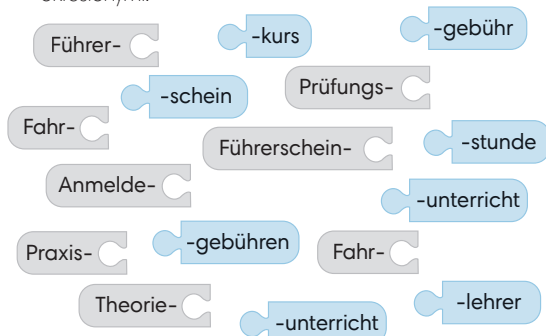 Führer-
-kurs
-gebühr
-schein
Prüfungs-
Fahr-
Führerschein-
-stunde
Anmelde-
-unterricht
Praxis-
-gebühren
Fahr-
Theorie-
-unterricht
-lehrer